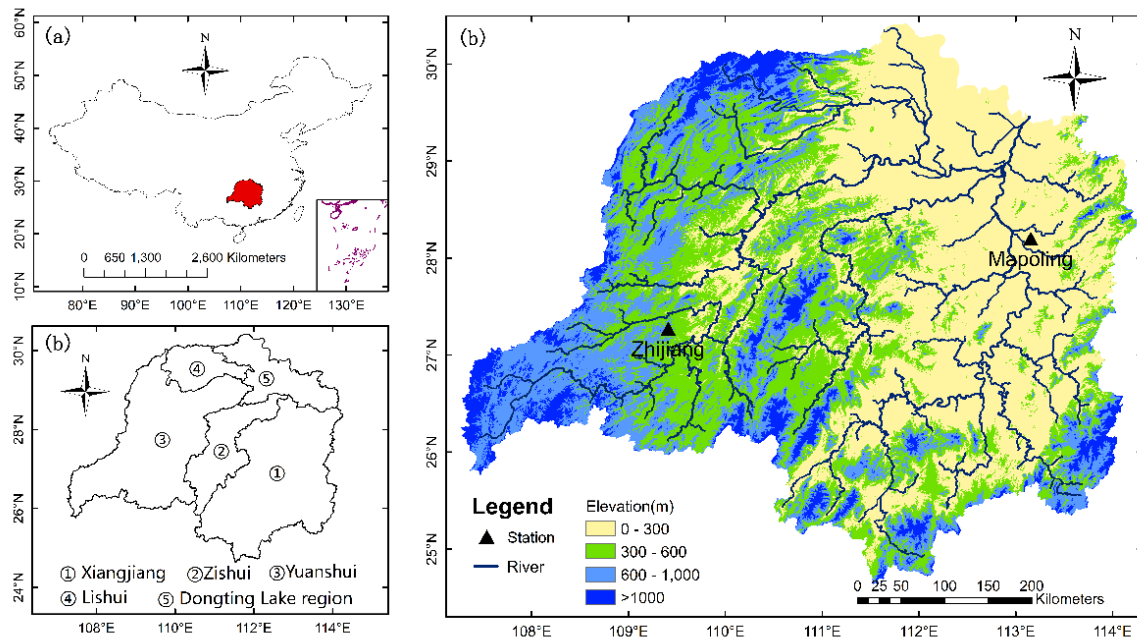 (a)
N
60°N
50°N
40°N
30°N
20°N
10°N
0 650 1,300 2,600 Kilometers
80°E 90°E 100°E 110°E 120°E 130°E
(b)
N
30°N
28°N
26°N
24°N
④
⑤
③
②
①
① Xiangjiang ② Zishui ③ Yuanshui
④ Lishui ⑤ Dongting Lake region
108°E 110°E 112°E 114°E
(b)
N
30°N
29°N
28°N
27°N
26°N
25°N
Mapoling
Zhijiang
Legend
Station
River
Elevation(m)
0 - 300
300 - 600
600 - 1,000
>1000
0 25 50 100 150 200
Kilometers
108°E 109°E 110°E 111°E 112°E 113°E 114°E